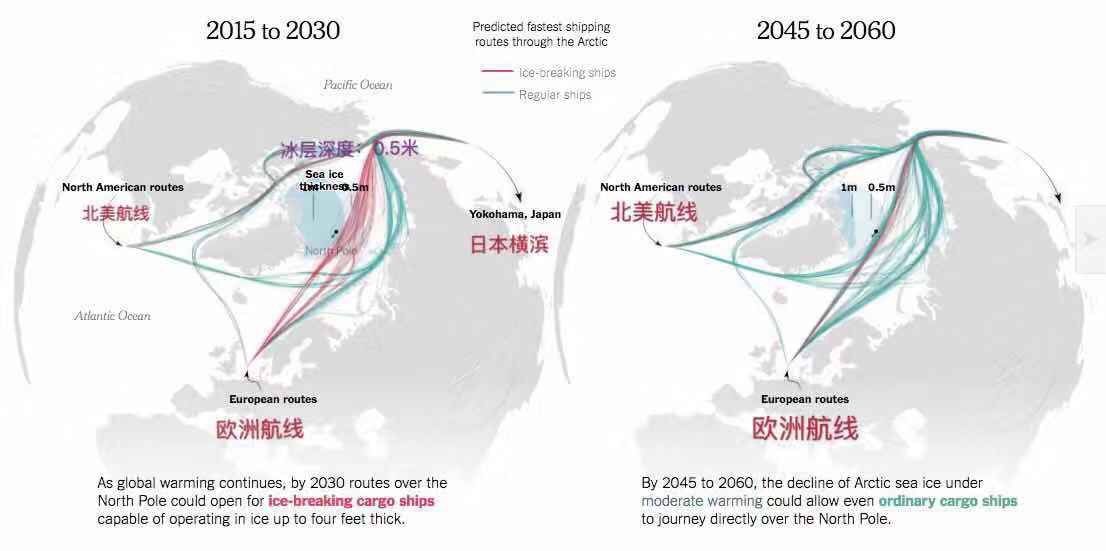 2015 to 2030
Predicted fastest shipping
routes through the Arctic
Ice-breaking ships
Regular ships
2045 to 2060
Pacific Ocean
冰层深度：0.5米
Sea ice
thickness
1m
0.5m
North American routes
北美航线
Yokohama, Japan
日本横滨
North Pole
Atlantic Ocean
European routes
欧洲航线
As global warming continues, by 2030 routes over the
North Pole could open for ice-breaking cargo ships
capable of operating in ice up to four feet thick.
North American routes
北美航线
1m
0.5m
European routes
欧洲航线
By 2045 to 2060, the decline of Arctic sea ice under
moderate warming could allow even ordinary cargo ships
to journey directly over the North Pole.